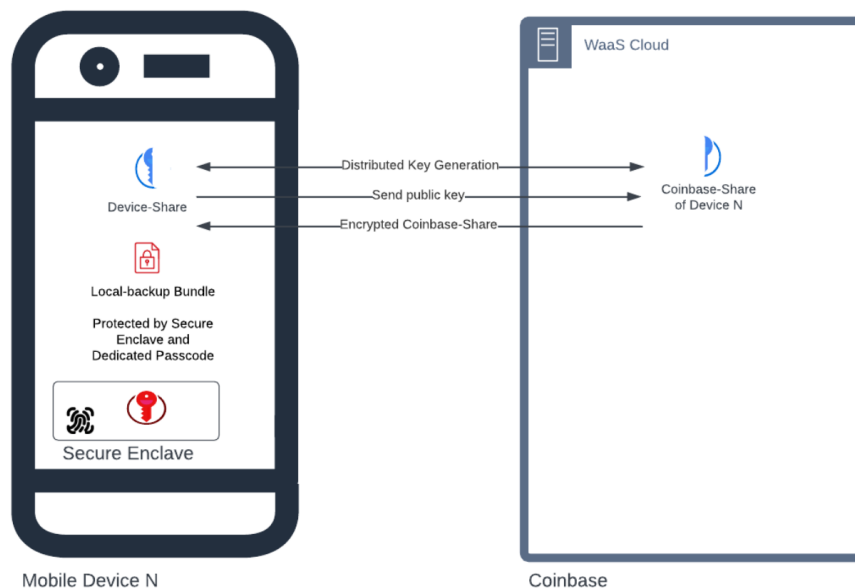 WaaS Cloud
Distributed Key Generation
Send public key
Encrypted Coinbase-Share
Device-Share
Coinbase-Share
of Device N
Local-backup Bundle
Protected by Secure
Enclave and
Dedicated Passcode
Secure Enclave
Mobile Device N
Coinbase